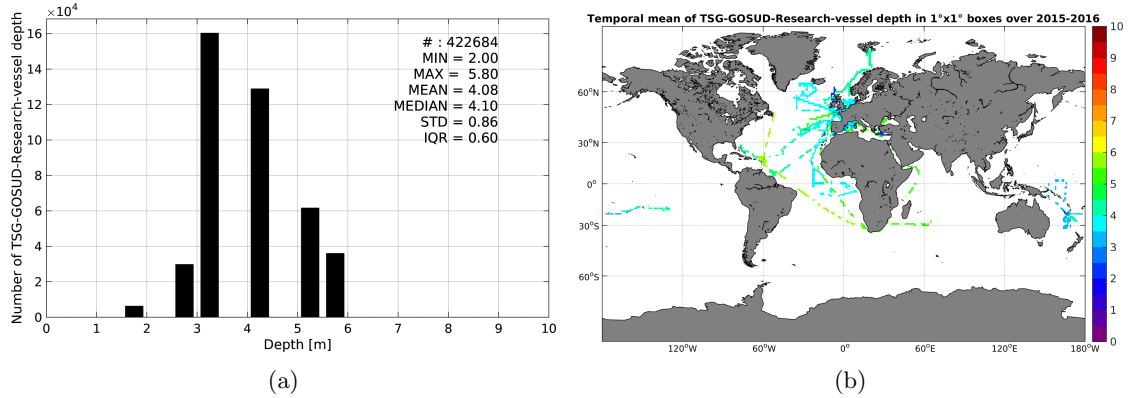 ×10⁴
Number of TSG-GOSUD-Research-vessel depth
16
14
12
10
8
6
4
2
0
# : 422684
MIN = 2.00
MAX = 5.80
MEAN = 4.08
MEDIAN = 4.10
STD = 0.86
IQR = 0.60
0 1 2 3 4 5 6 7 8 9 10
Depth [m]
(a)
Temporal mean of TSG-GOSUD-Research-vessel depth in 1°x1° boxes over 2015-2016
60°N
30°N
0°
30°S
60°S
120°W 60°W 0° 60°E 120°E 180°W
10
9
8
7
6
5
4
3
2
1
0
(b)